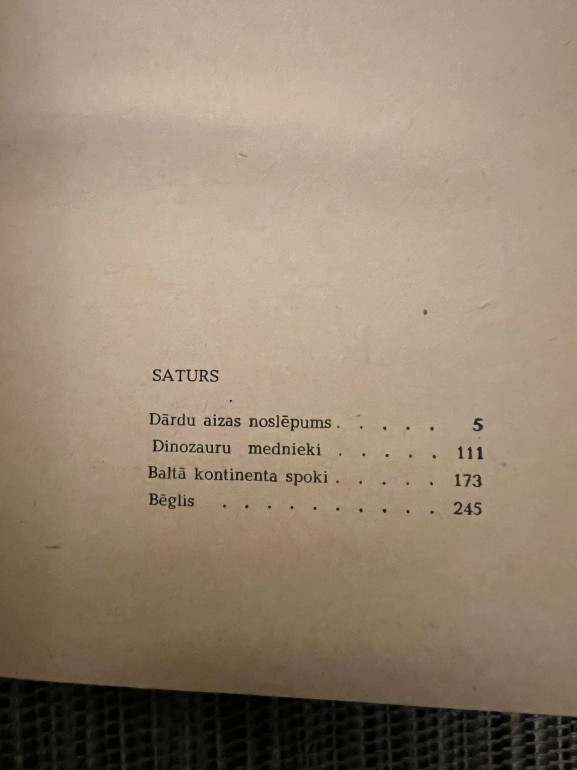 SATURS
Dārdu aizas noslēpums . . . . . 5
Dinozauru mednieki . . . . . 111
Baltā kontinenta spoki . . . . . 173
Bēglis . . . . . . . . . . 245